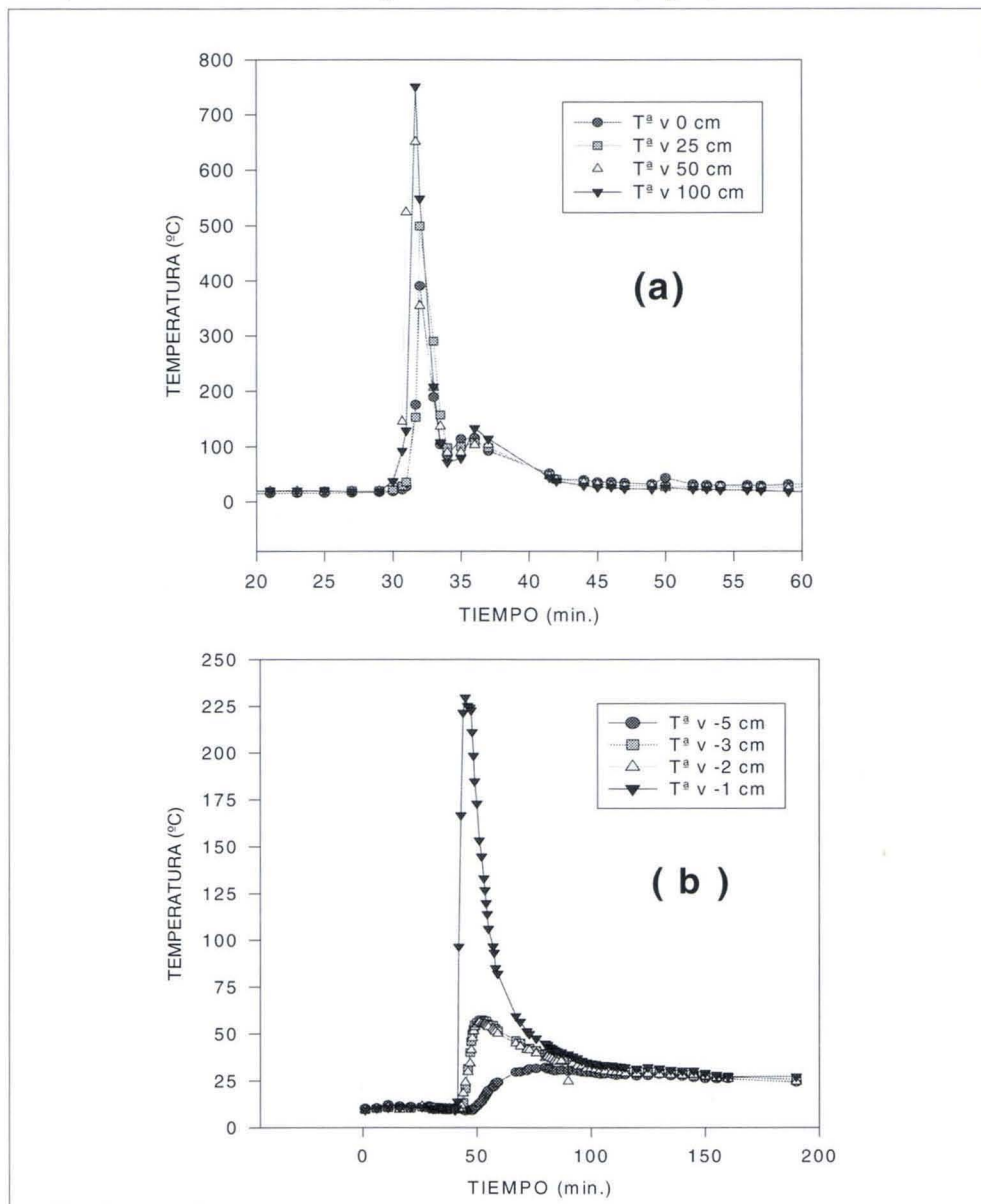 800
700
600
500
400
300
200
100
0
TEMPERATURA (ºC)
Tª v 0 cm
Tª v 25 cm
Tª v 50 cm
Tª v 100 cm
(a)
20 25 30 35 40 45 50 55 60
TIEMPO (min.)
250
225
200
175
150
125
100
75
50
25
0
TEMPERATURA (ºC)
Tª v -5 cm
Tª v -3 cm
Tª v -2 cm
Tª v -1 cm
( b )
0 50 100 150 200
TIEMPO (min.)